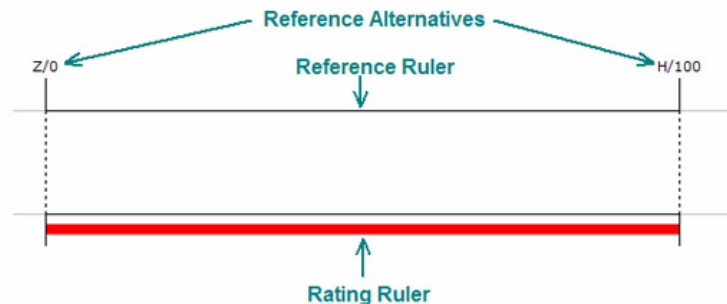 Reference Alternatives
Z/0
H/100
Reference Ruler
Rating Ruler